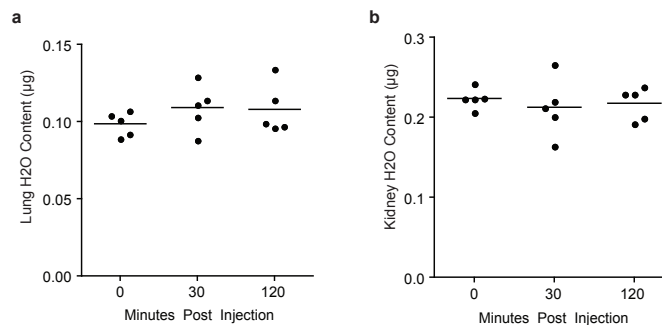 a
Lung H2O Content (µg)
0.15
0.10
0.05
0.00
0
30
120
Minutes Post Injection
b
Kidney H2O Content (µg)
0.3
0.2
0.1
0.0
0
30
120
Minutes Post Injection